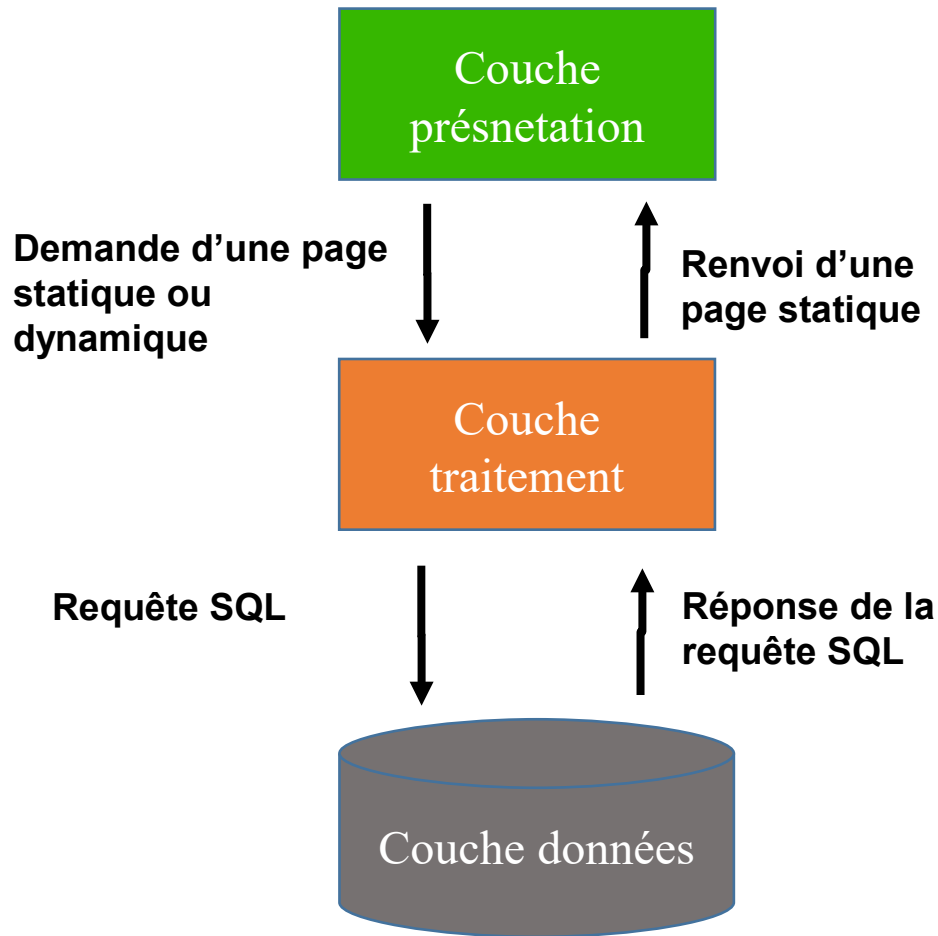 Couche
présnetation
Demande d'une page
statique ou
dynamique
Renvoi d'une
page statique
Couche
traitement
Requête SQL
Réponse de la
requête SQL
Couche données